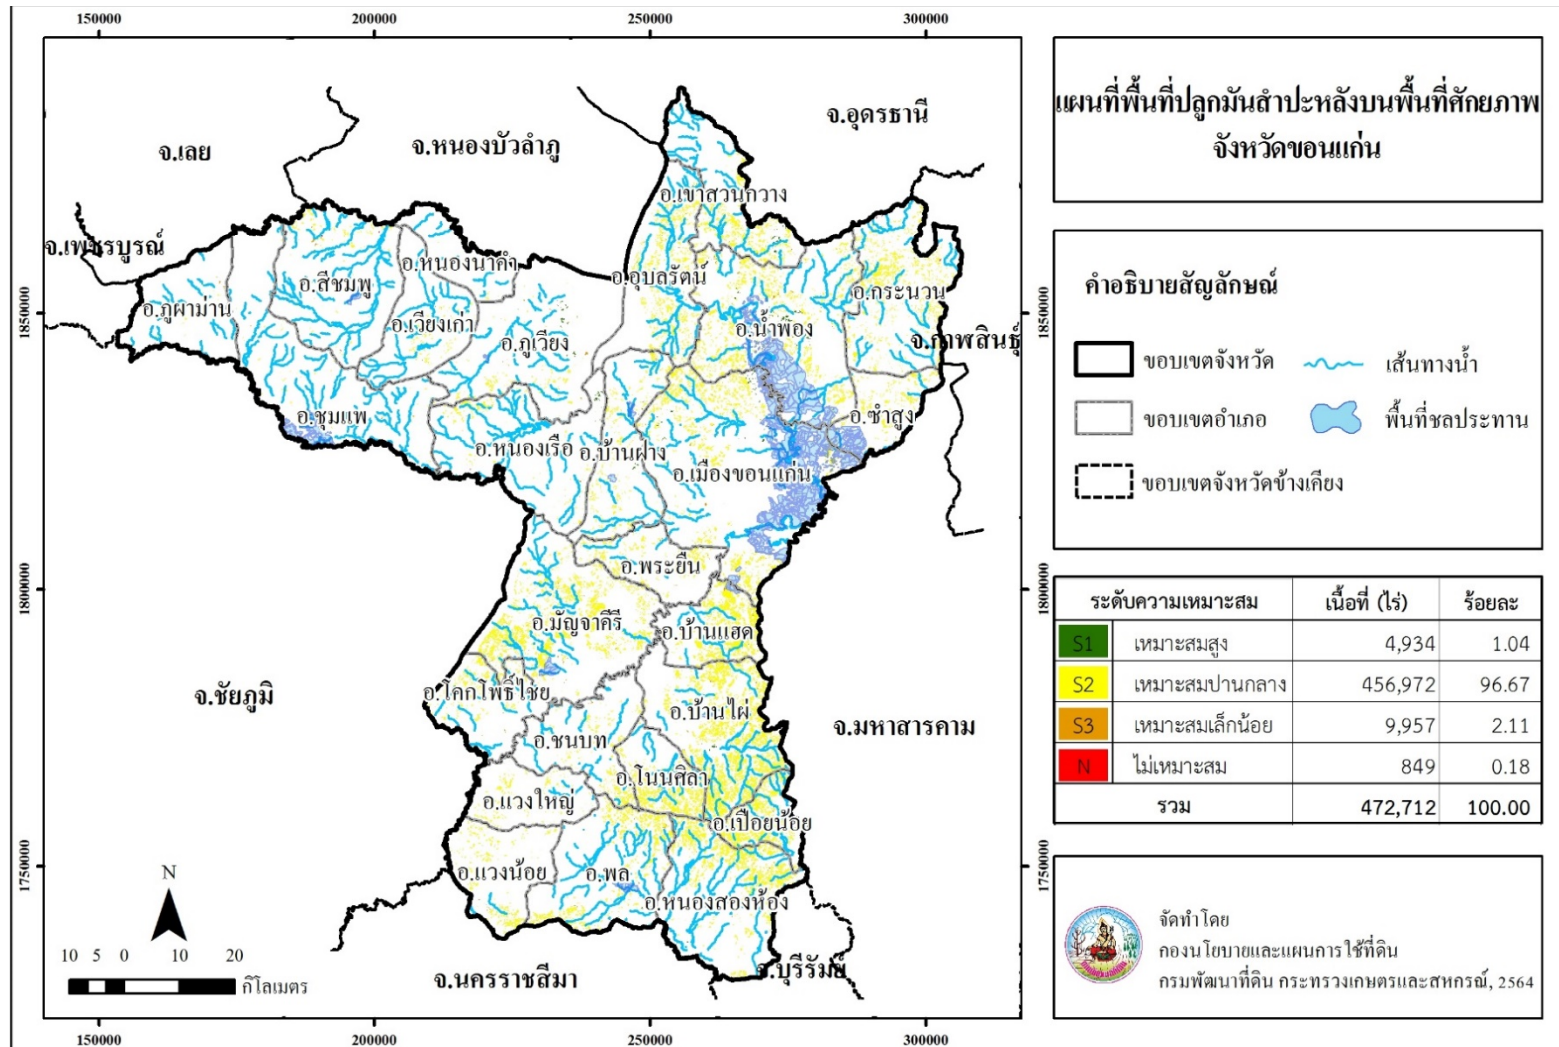 150000 200000 250000 300000
แผนที่พื้นที่ปลูกมันสำปะหลังบนพื้นที่ศักยภาพ
จังหวัดขอนแก่น
จ.อุดรธานี
จ.หนองบัวลำภู
จ.เลย
จ.เพชรบูรณ์
อ.เขาสวนกวาง
อ.หนองนาคำ
อ.อุบลรัตน์
อ.สีชมพู
อ.กระนวน
อ.ภูผาม่าน
อ.เวียงเก่า
อ.น้ำพอง
อ.ภูเวียง
จ.กาฬสินธุ์
อ.ชุมแพ
อ.ซำสูง
อ.หนองเรือ
อ.บ้านฝาง
อ.เมืองขอนแก่น
อ.พระยืน
อ.มัญจาคีรี
อ.บ้านแฮด
อ.โคกโพธิ์ไชย
จ.ชัยภูมิ
อ.บ้านไผ่
จ.มหาสารคาม
อ.ชนบท
อ.โนนศิลา
อ.แวงใหญ่
อ.เปือยน้อย
อ.แวงน้อย
อ.พล
อ.หนองสองห้อง
จ.นครราชสีมา
จ.บุรีรัมย์
1850000
1800000
1750000
1850000
1800000
1750000
N
10 5 0 10 20
กิโลเมตร
150000 200000 250000 300000
คำอธิบายสัญลักษณ์
ขอบเขตจังหวัด เส้นทางน้ำ
ขอบเขตอำเภอ พื้นที่ชลประทาน
ขอบเขตจังหวัดข้างเคียง
ระดับความเหมาะสม เนื้อที่ (ไร่) ร้อยละ
S1 เหมาะสมสูง 4,934 1.04
S2 เหมาะสมปานกลาง 456,972 96.67
S3 เหมาะสมเล็กน้อย 9,957 2.11
N ไม่เหมาะสม 849 0.18
รวม 472,712 100.00
จัดทำโดย
กองนโยบายและแผนการใช้ที่ดิน
กรมพัฒนาที่ดิน กระทรวงเกษตรและสหกรณ์, 2564